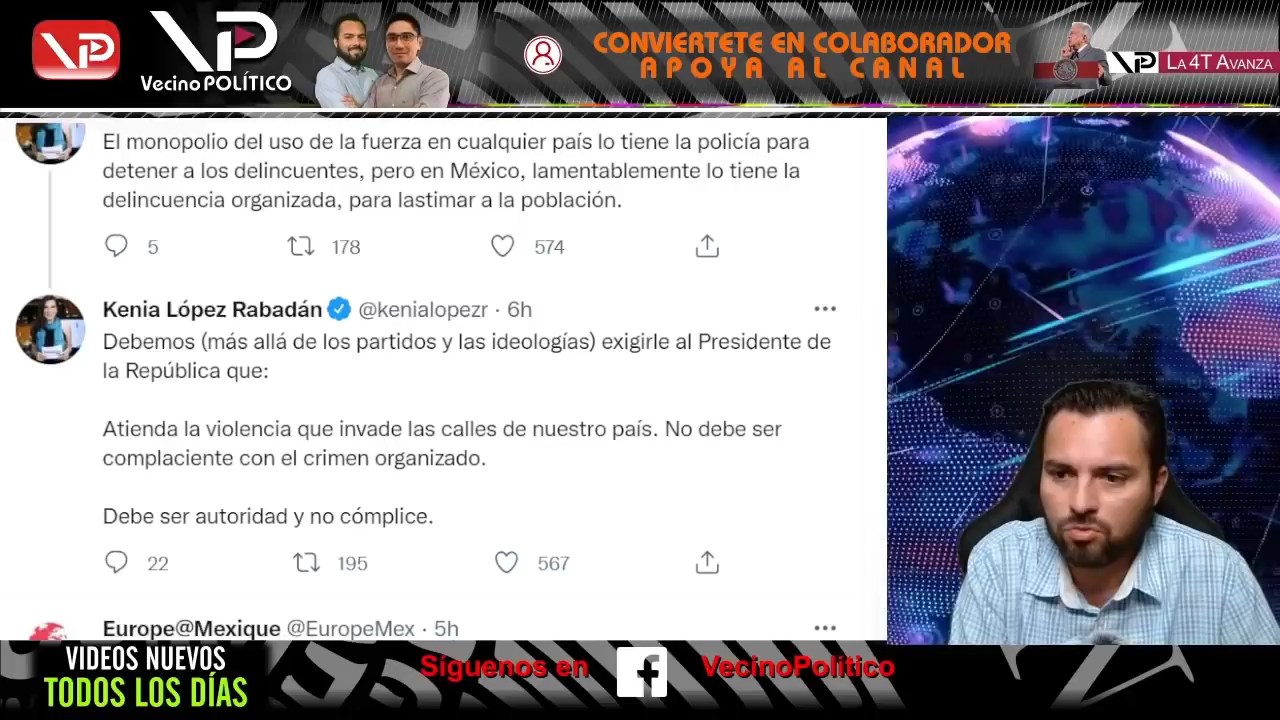 VP
VP
Vecino POLÍTICO
CONVIERTETE EN COLABORADOR
APOYA AL CANAL
VP LA 4T AVANZA
El monopolio del uso de la fuerza en cualquier país lo tiene la policía para
detener a los delincuentes, pero en México, lamentablemente lo tiene la
delincuencia organizada, para lastimar a la población.
5 178 574
Kenia López Rabadán @kenialopezr · 6h
Debemos (más allá de los partidos y las ideologías) exigirle al Presidente de
la República que:
Atienda la violencia que invade las calles de nuestro país. No debe ser
complaciente con el crimen organizado.
Debe ser autoridad y no cómplice.
22 195 567
Europe@Mexique @EuropeMex · 5h
VIDEOS NUEVOS
TODOS LOS DÍAS
Síguenos en f VecinoPolitico